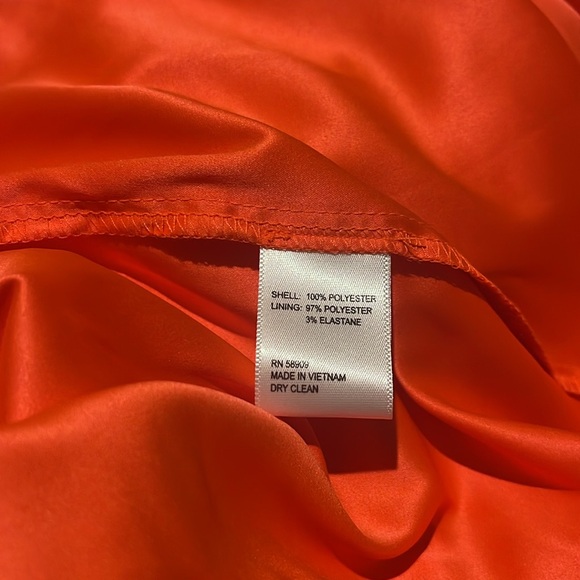 SHELL: 100% POLYESTER
LINING: 97% POLYESTER
3% ELASTANE
RN 58909
MADE IN VIETNAM
DRY CLEAN